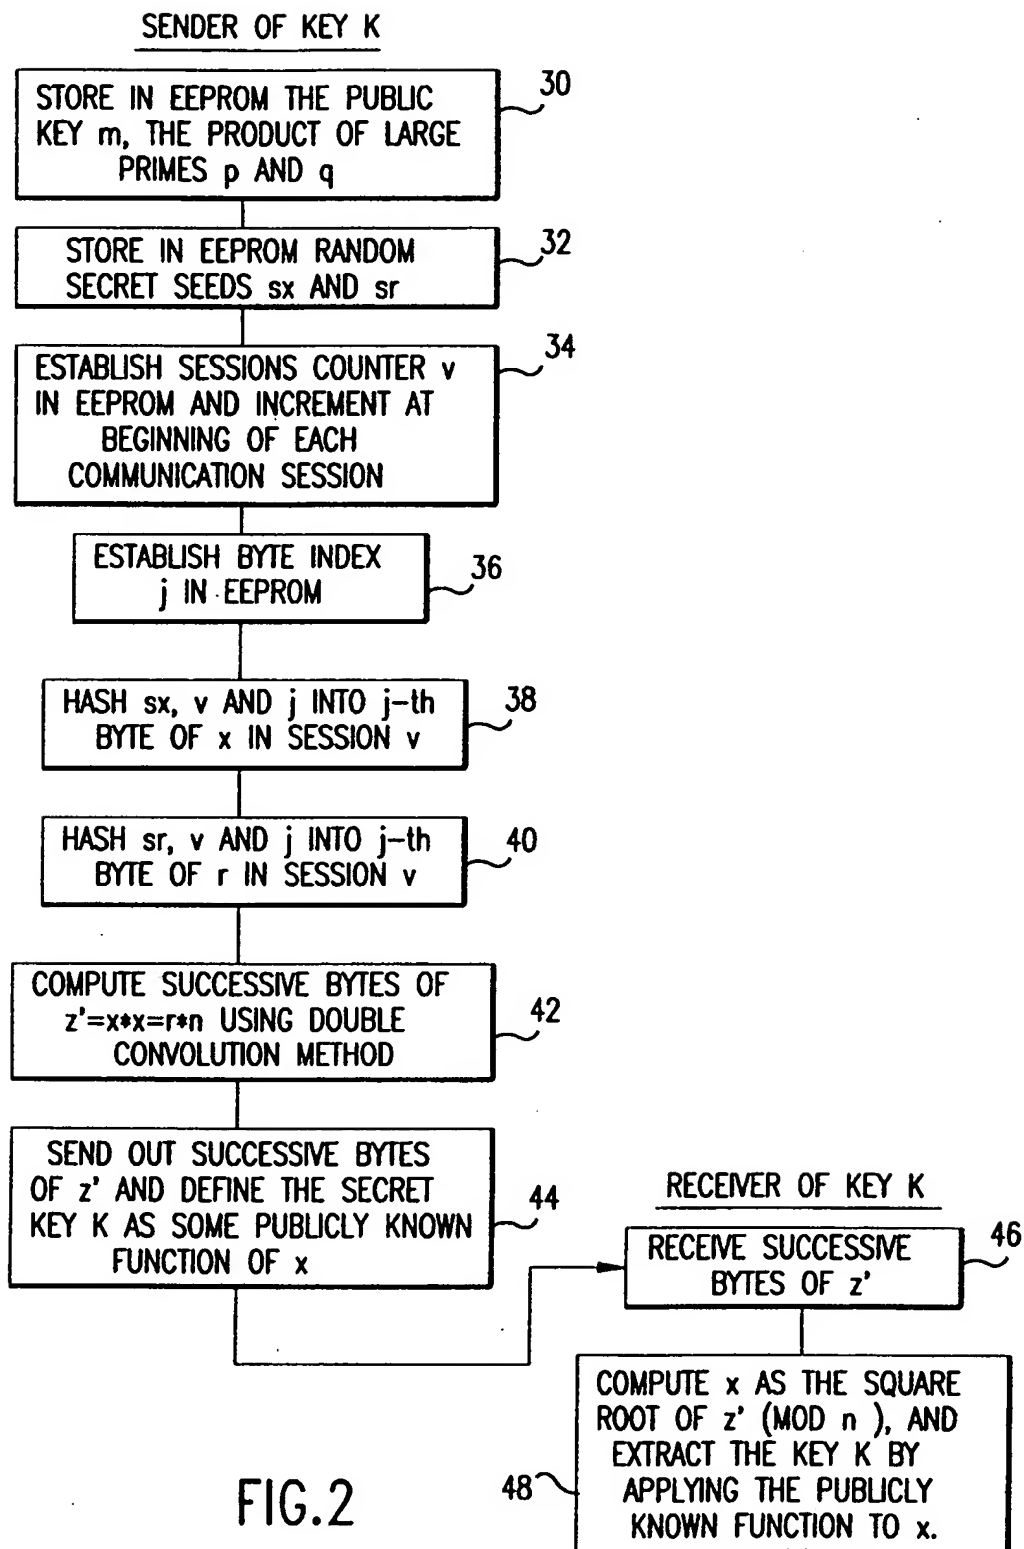 SENDER OF KEY K
STORE IN EEPROM THE PUBLIC
KEY m, THE PRODUCT OF LARGE
PRIMES p AND q
30
STORE IN EEPROM RANDOM
SECRET SEEDS sx AND sr
32
ESTABLISH SESSIONS COUNTER v
IN EEPROM AND INCREMENT AT
BEGINNING OF EACH
COMMUNICATION SESSION
34
ESTABLISH BYTE INDEX
j IN EEPROM
36
HASH sx, v AND j INTO j-th
BYTE OF x IN SESSION v
38
HASH sr, v AND j INTO j-th
BYTE OF r IN SESSION v
40
COMPUTE SUCCESSIVE BYTES OF
z'=x*x=r*n USING DOUBLE
CONVOLUTION METHOD
42
SEND OUT SUCCESSIVE BYTES
OF z' AND DEFINE THE SECRET
KEY K AS SOME PUBLICLY KNOWN
FUNCTION OF x
44
RECEIVER OF KEY K
RECEIVE SUCCESSIVE
BYTES OF z'
46
COMPUTE x AS THE SQUARE
ROOT OF z' (MOD n ), AND
EXTRACT THE KEY K BY
APPLYING THE PUBLICLY
KNOWN FUNCTION TO x.
48
FIG.2